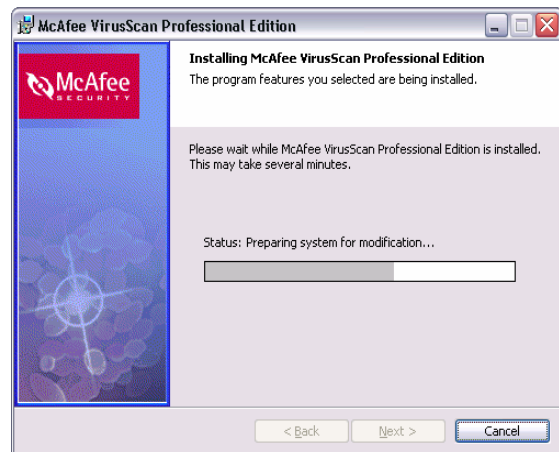 McAfee VirusScan Professional Edition
McAfee
SECURITY
Installing McAfee VirusScan Professional Edition
The program features you selected are being installed.
Please wait while McAfee VirusScan Professional Edition is installed.
This may take several minutes.
Status: Preparing system for modification...
< Back Next > Cancel